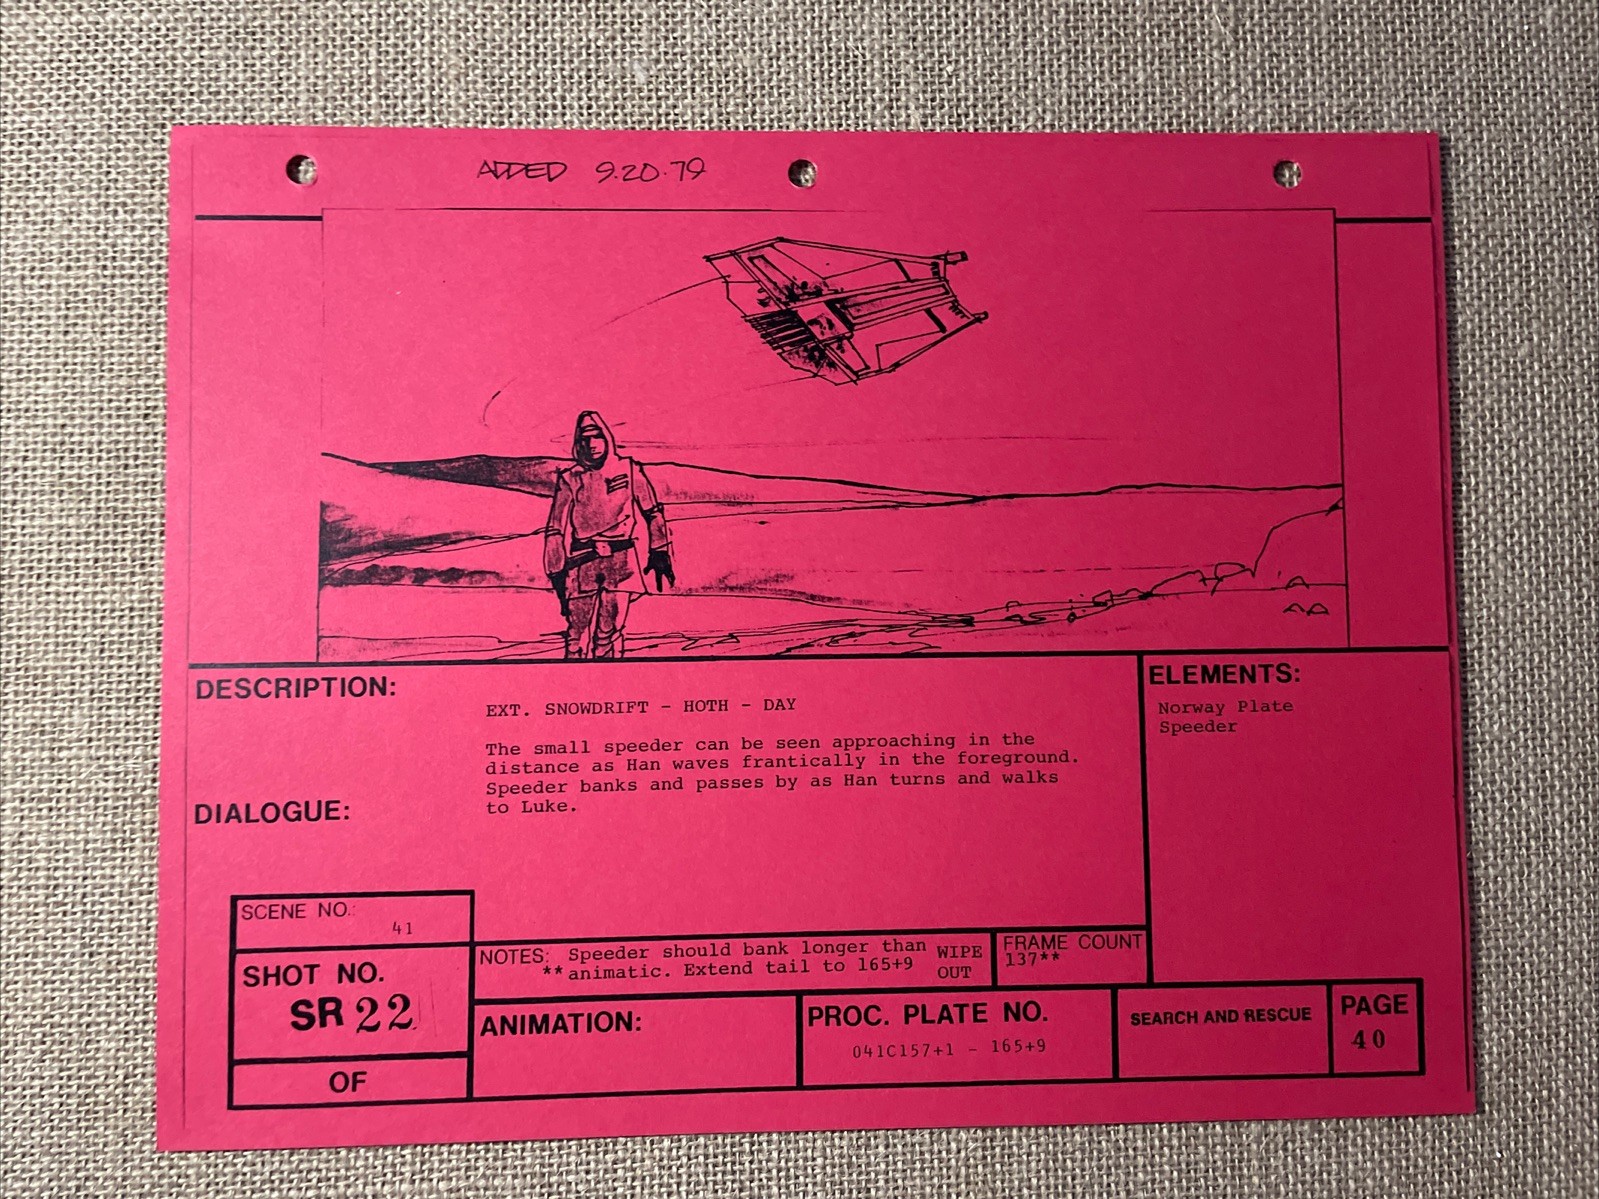 ADDED 9.20.79
DESCRIPTION:
EXT. SNOWDRIFT - HOTH - DAY
The small speeder can be seen approaching in the
distance as Han waves frantically in the foreground.
Speeder banks and passes by as Han turns and walks
to Luke.
DIALOGUE:
ELEMENTS:
Norway Plate
Speeder
SCENE NO.:
41
SHOT NO.
SR 22
OF
NOTES: Speeder should bank longer than
**animatic. Extend tail to 165+9
WIPE
OUT
FRAME COUNT
137**
ANIMATION:
PROC. PLATE NO.
041C157+1 - 165+9
SEARCH AND RESCUE
PAGE
40